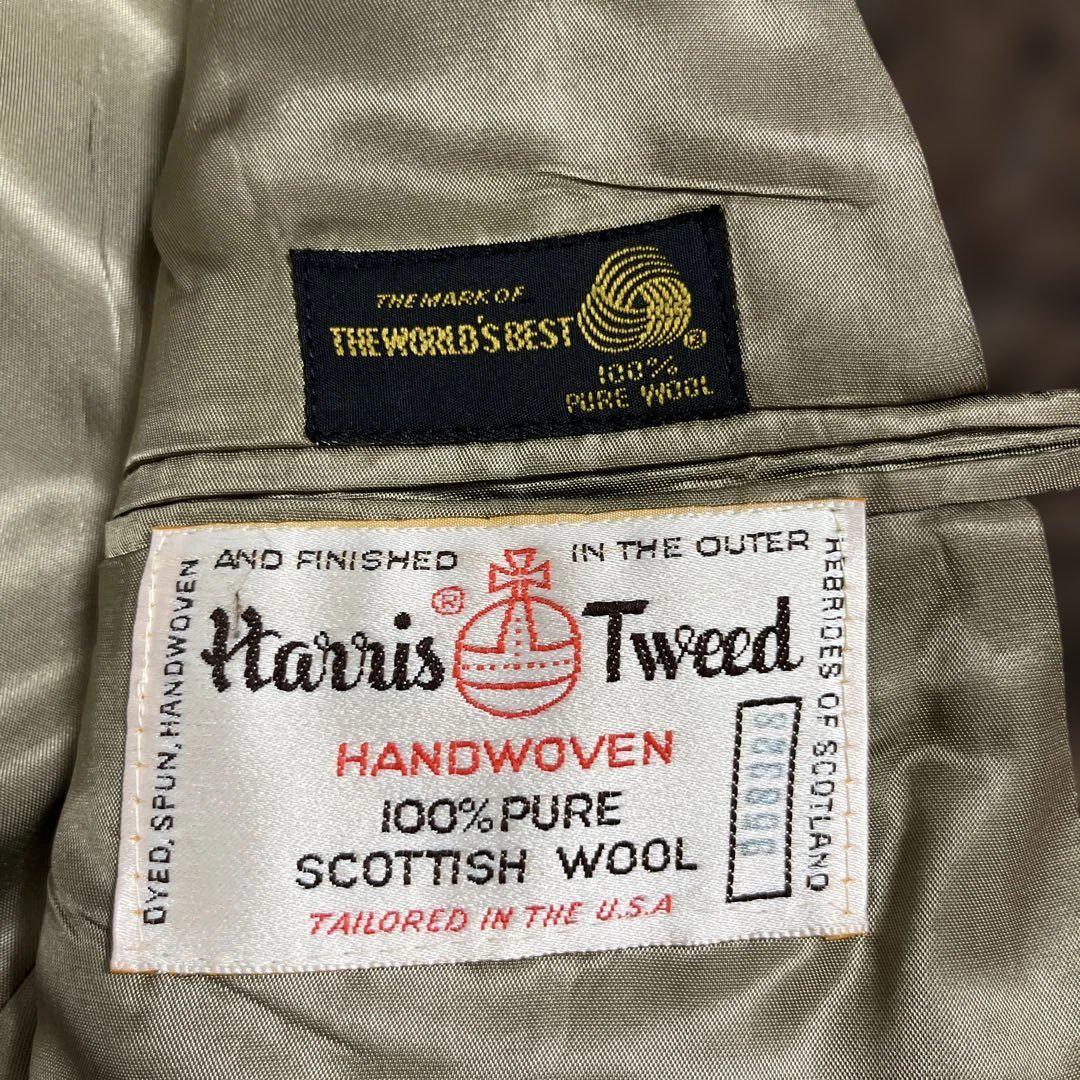 THE MARK OF
THE WORLD'S BEST
®
100%
PURE WOOL
DYED, SPUN, HANDWOVEN
AND FINISHED
IN THE OUTER
HEBRIDES OF SCOTLAND
Harris® Tweed
HANDWOVEN
100% PURE
SCOTTISH WOOL
TAILORED IN THE U.S.A